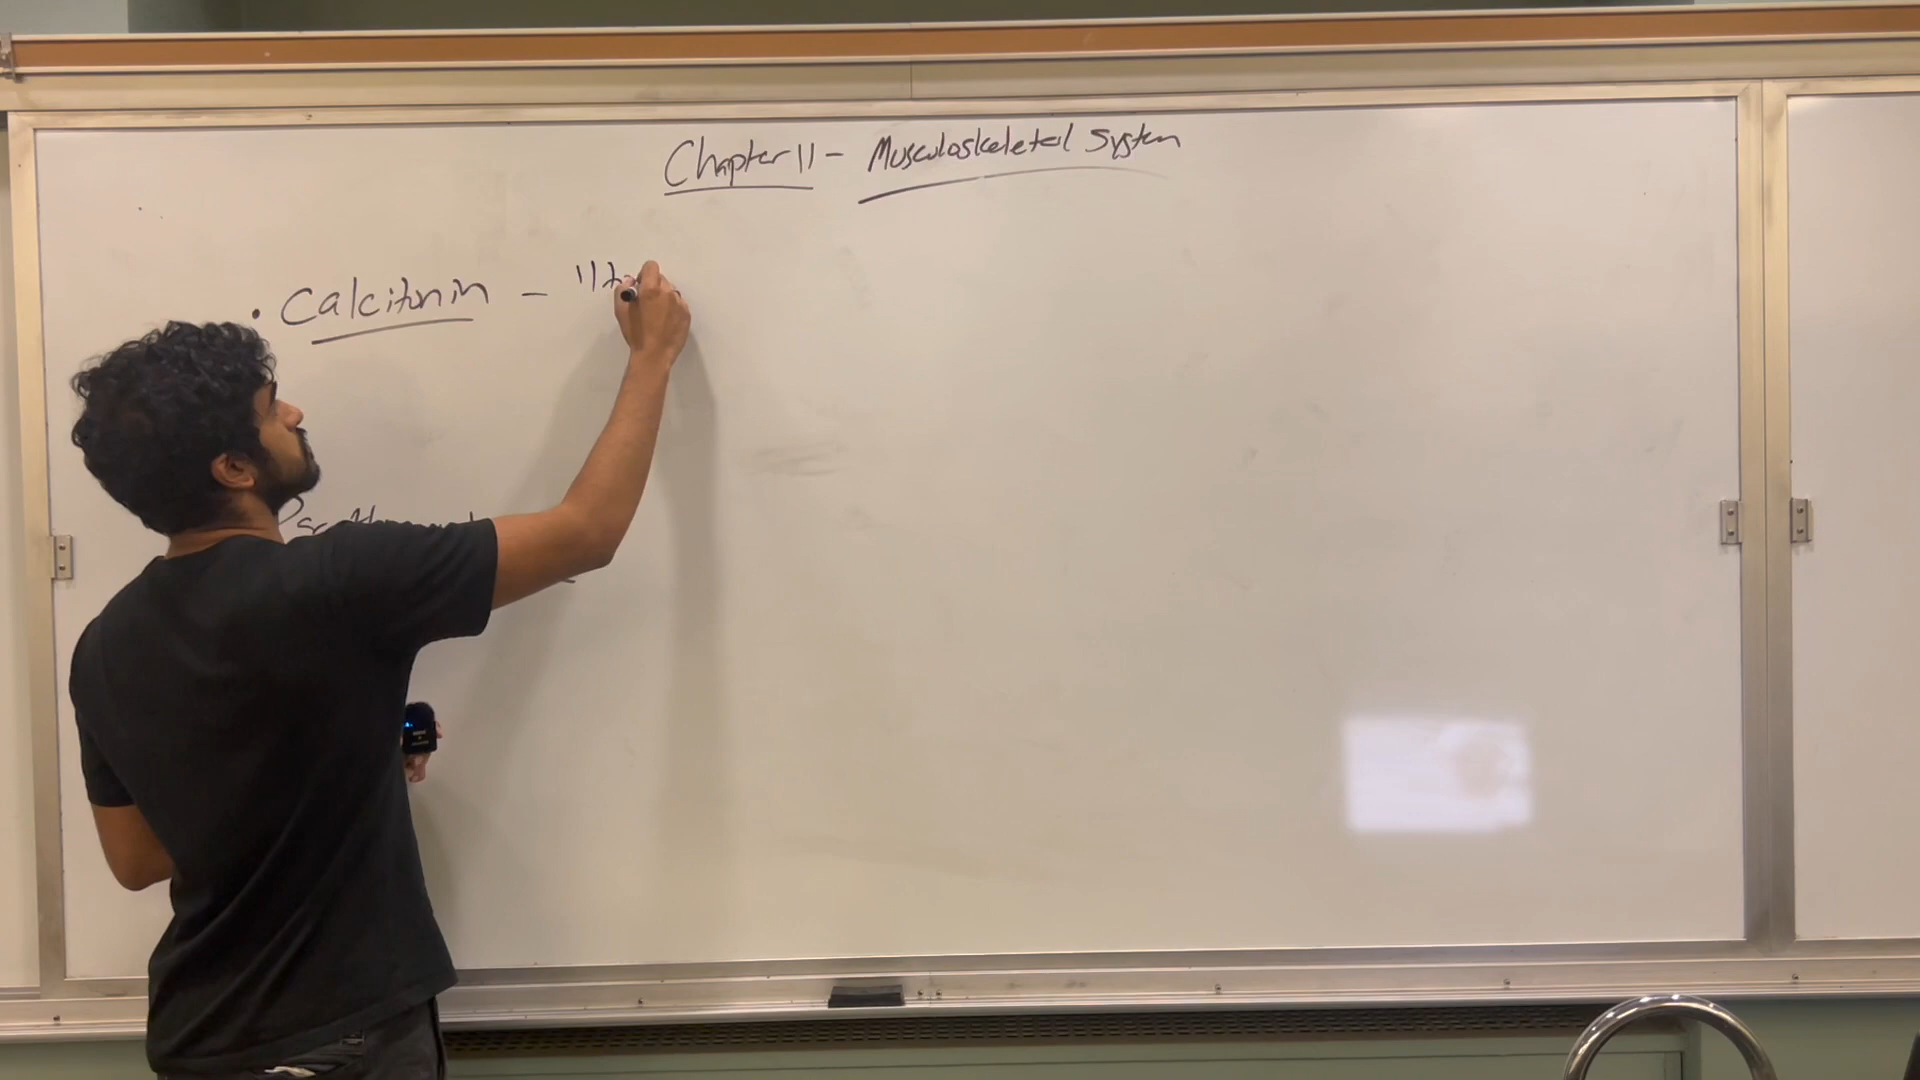 Chapter 11 - Musculoskeletal System
• Calcitonin -